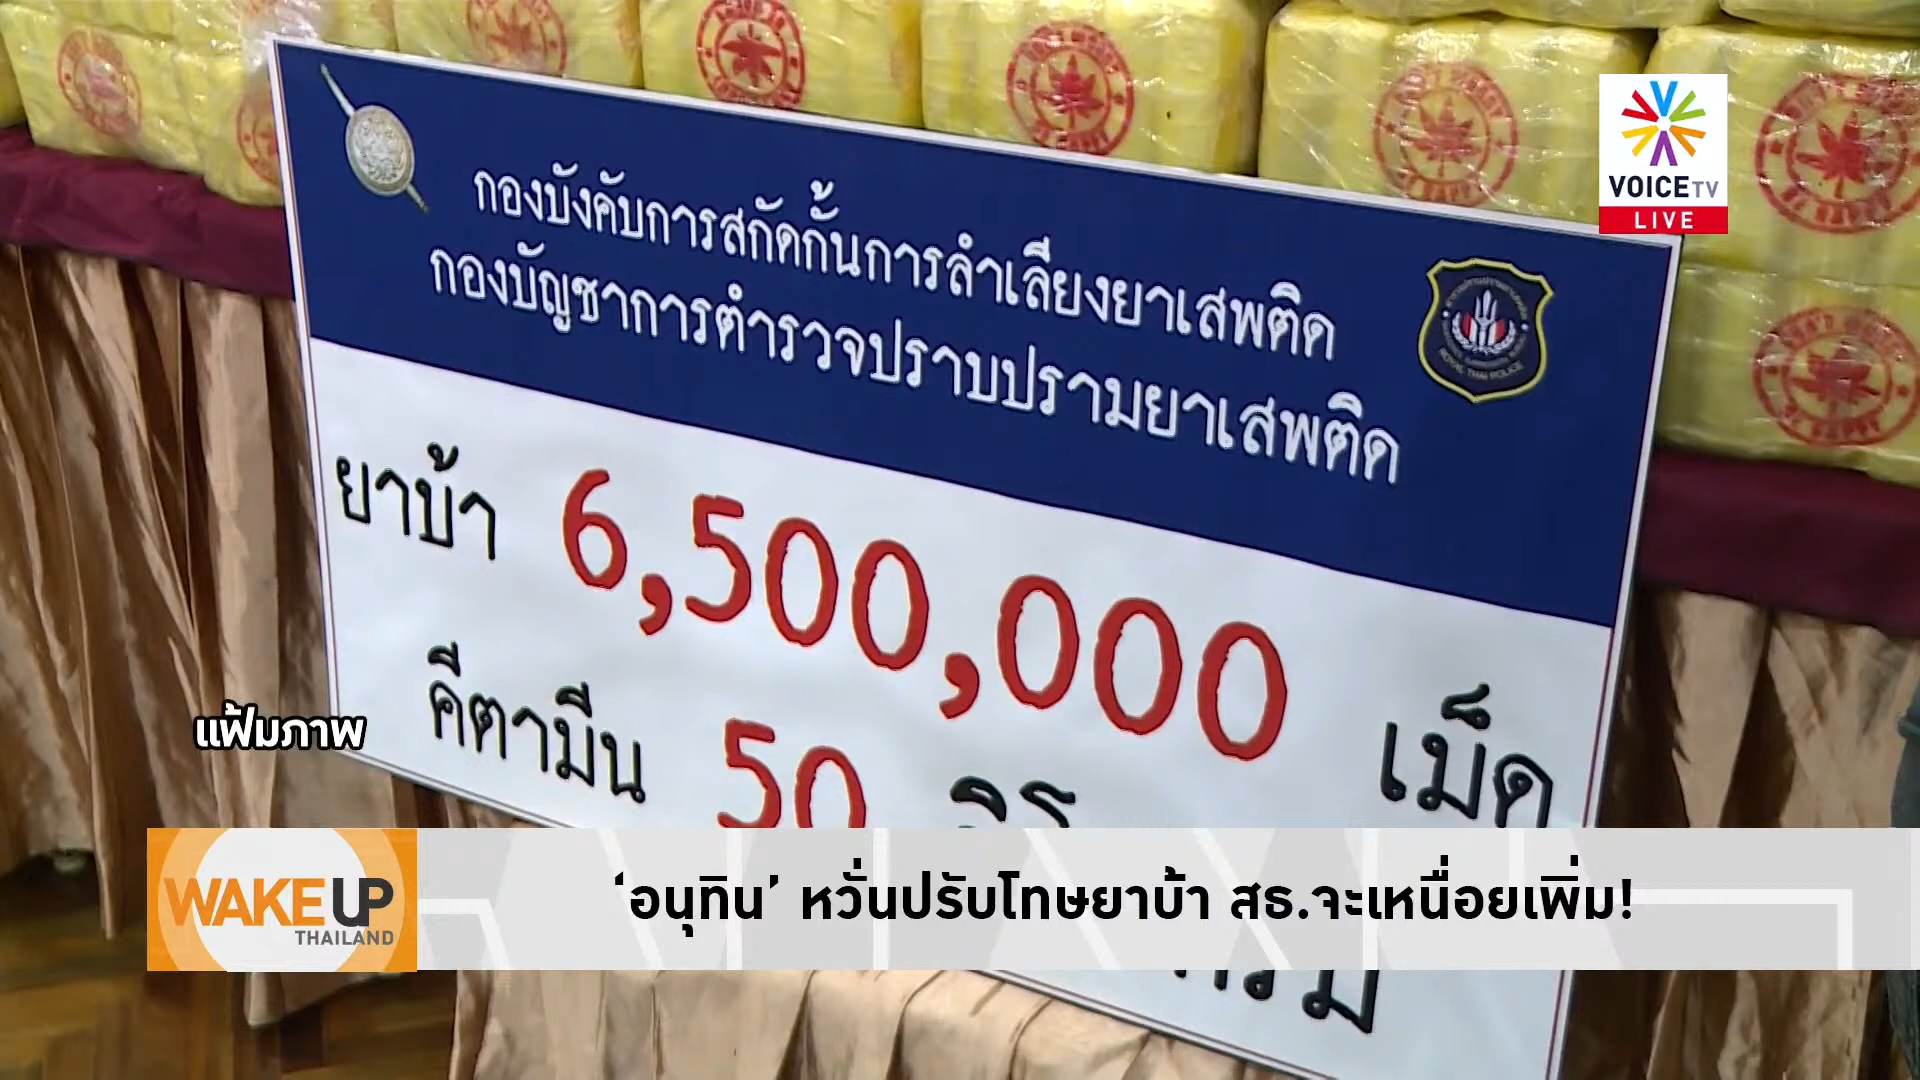 VOICE TV
LIVE
กองบังคับการสกัดกั้นการลำเลียงยาเสพติด
กองบัญชาการตำรวจปราบปรามยาเสพติด
ROYAL THAI POLICE
ยาบ้า 6,500,000 เม็ด
คีตามีน 50
แฟ้มภาพ
WAKE UP
THAILAND
‘อนุทิน’ หวั่นปรับโทษยาบ้า สธ.จะเหนื่อยเพิ่ม!